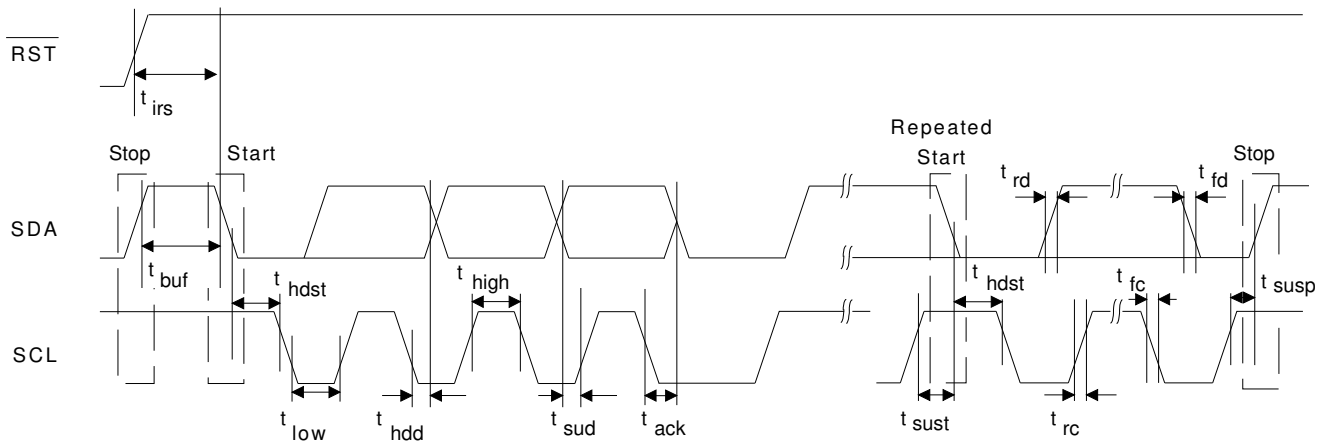 RST
t irs
Repeated
Stop Start Start Stop
t rd t fd
SDA
t buf t hdst t high t hdst t fc t susp
SCL
t low t hdd t sud t ack t sust t rc